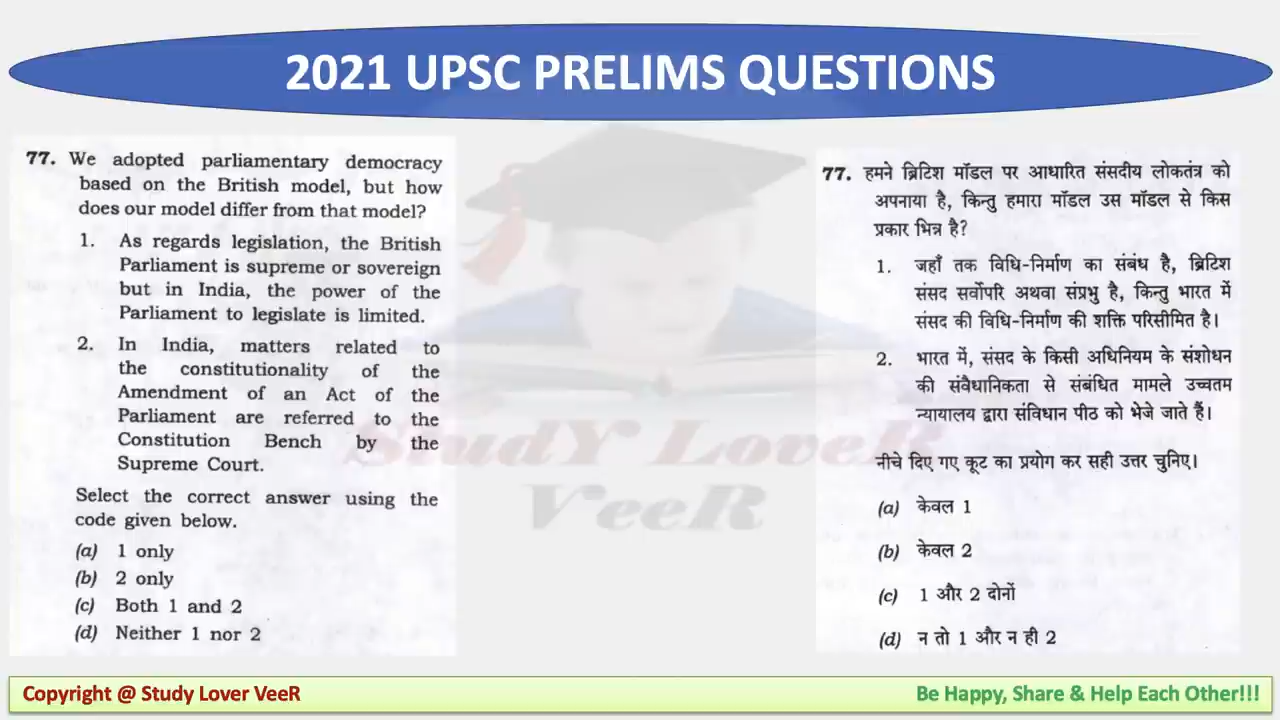 2021 UPSC PRELIMS QUESTIONS
77. We adopted parliamentary democracy
based on the British model, but how
does our model differ from that model?
1. As regards legislation, the British
Parliament is supreme or sovereign
but in India, the power of the
Parliament to legislate is limited.
2. In India, matters related to
the constitutionality of the
Amendment of an Act of the
Parliament are referred to the
Constitution Bench by the
Supreme Court.
Select the correct answer using the
code given below.
(a) 1 only
(b) 2 only
(c) Both 1 and 2
(d) Neither 1 nor 2
77. हमने ब्रिटिश मॉडल पर आधारित संसदीय लोकतंत्र को
अपनाया है, किन्तु हमारा मॉडल उस मॉडल से किस
प्रकार भिन्न है?
1. जहाँ तक विधि-निर्माण का संबंध है, ब्रिटिश
संसद सर्वोपरि अथवा संप्रभु है, किन्तु भारत में
संसद की विधि-निर्माण की शक्ति परिसीमित है।
2. भारत में, संसद के किसी अधिनियम के संशोधन
की संवैधानिकता से संबंधित मामले उच्चतम
न्यायालय द्वारा संविधान पीठ को भेजे जाते हैं।
नीचे दिए गए कूट का प्रयोग कर सही उत्तर चुनिए।
(a) केवल 1
(b) केवल 2
(c) 1 और 2 दोनों
(d) न तो 1 और न ही 2
StudY LoveR
VeeR
Copyright @ Study Lover VeeR
Be Happy, Share & Help Each Other!!!